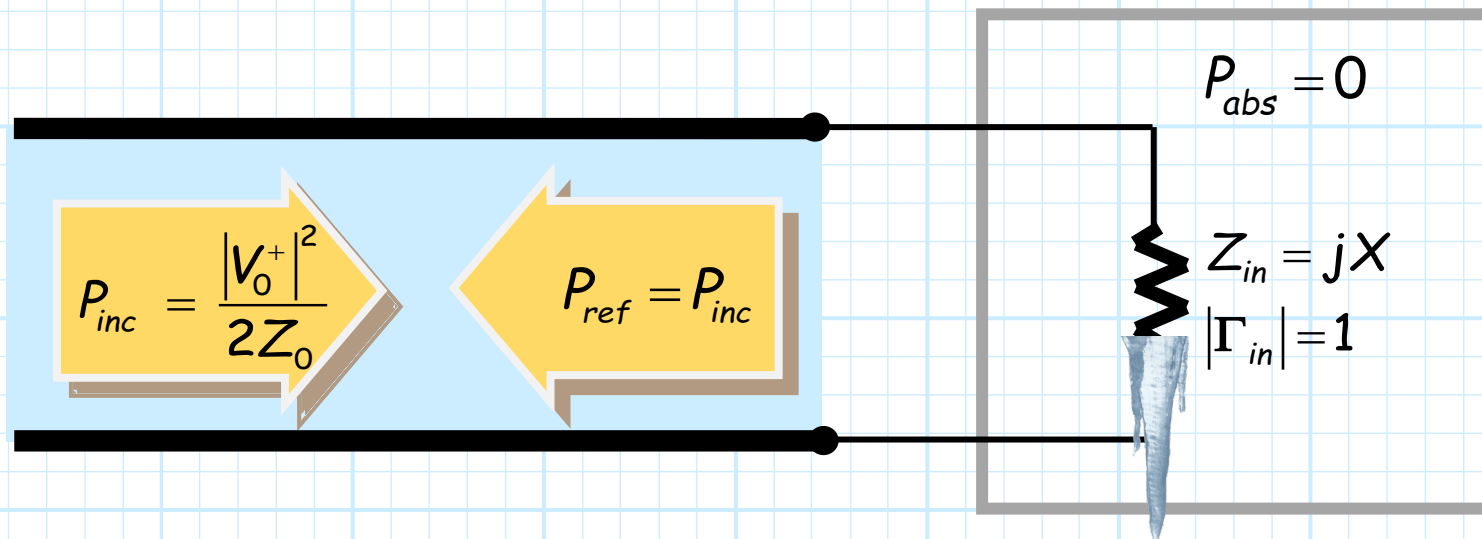 P_abs = 0
P_inc = |V_0^+|^2 / 2Z_0
P_ref = P_inc
Z_in = jX
|Γ_in| = 1